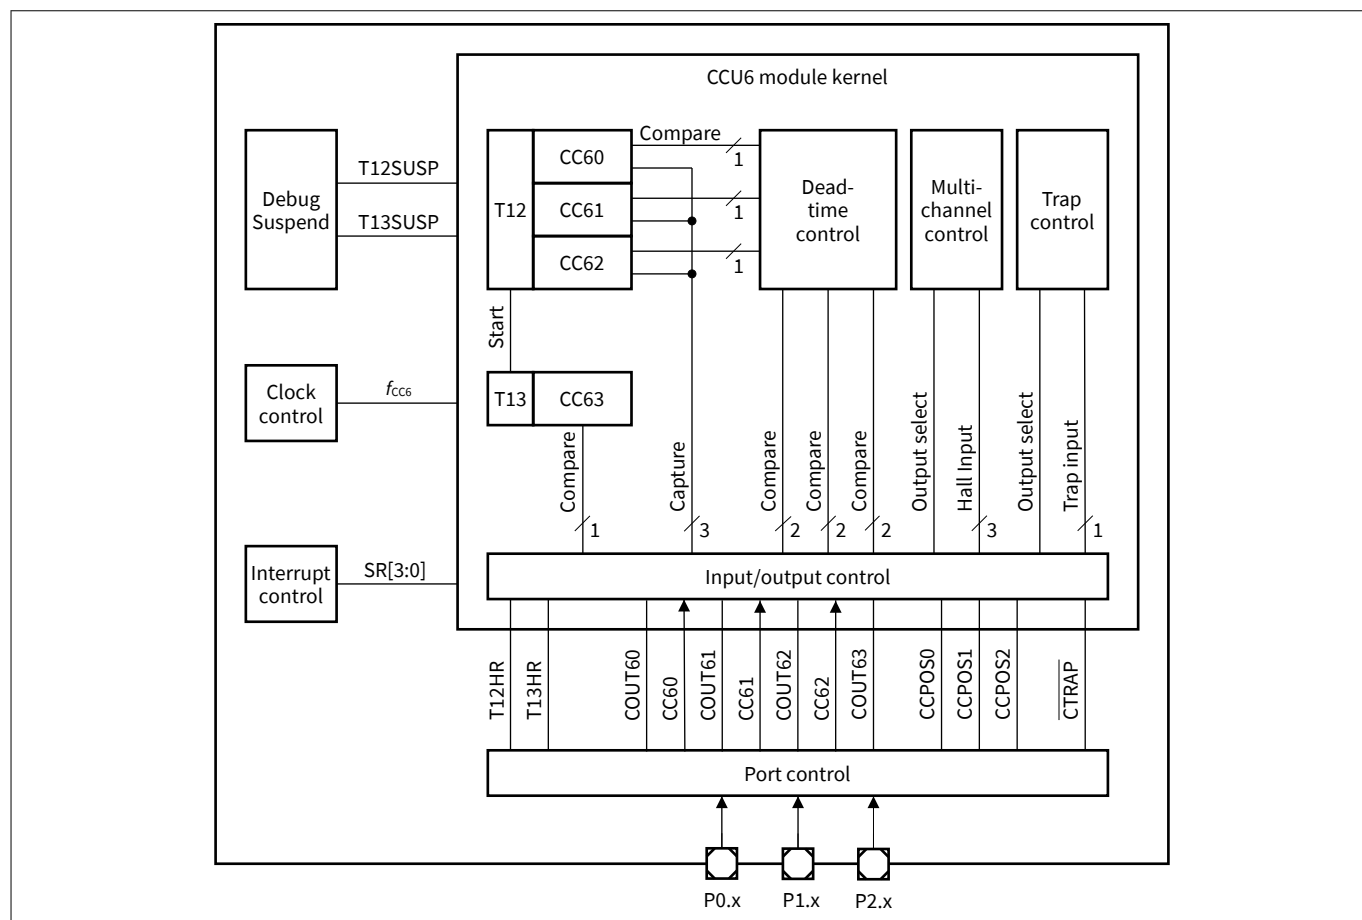 CCU6 module kernel
Debug
Suspend
T12SUSP
T13SUSP
T12
CC60
CC61
CC62
Compare
1
1
1
Dead-
time
control
Multi-
channel
control
Trap
control
Start
T13
CC63
Clock
control
fCC6
Compare
1
Capture
3
Compare
2
Compare
2
Compare
2
Output select
Hall Input
3
Output select
Trap input
1
Interrupt
control
SR[3:0]
Input/output control
T12HR
T13HR
COUT60
CC60
COUT61
CC61
COUT62
CC62
COUT63
CCPOS0
CCPOS1
CCPOS2
CTRAP
Port control
P0.x
P1.x
P2.x